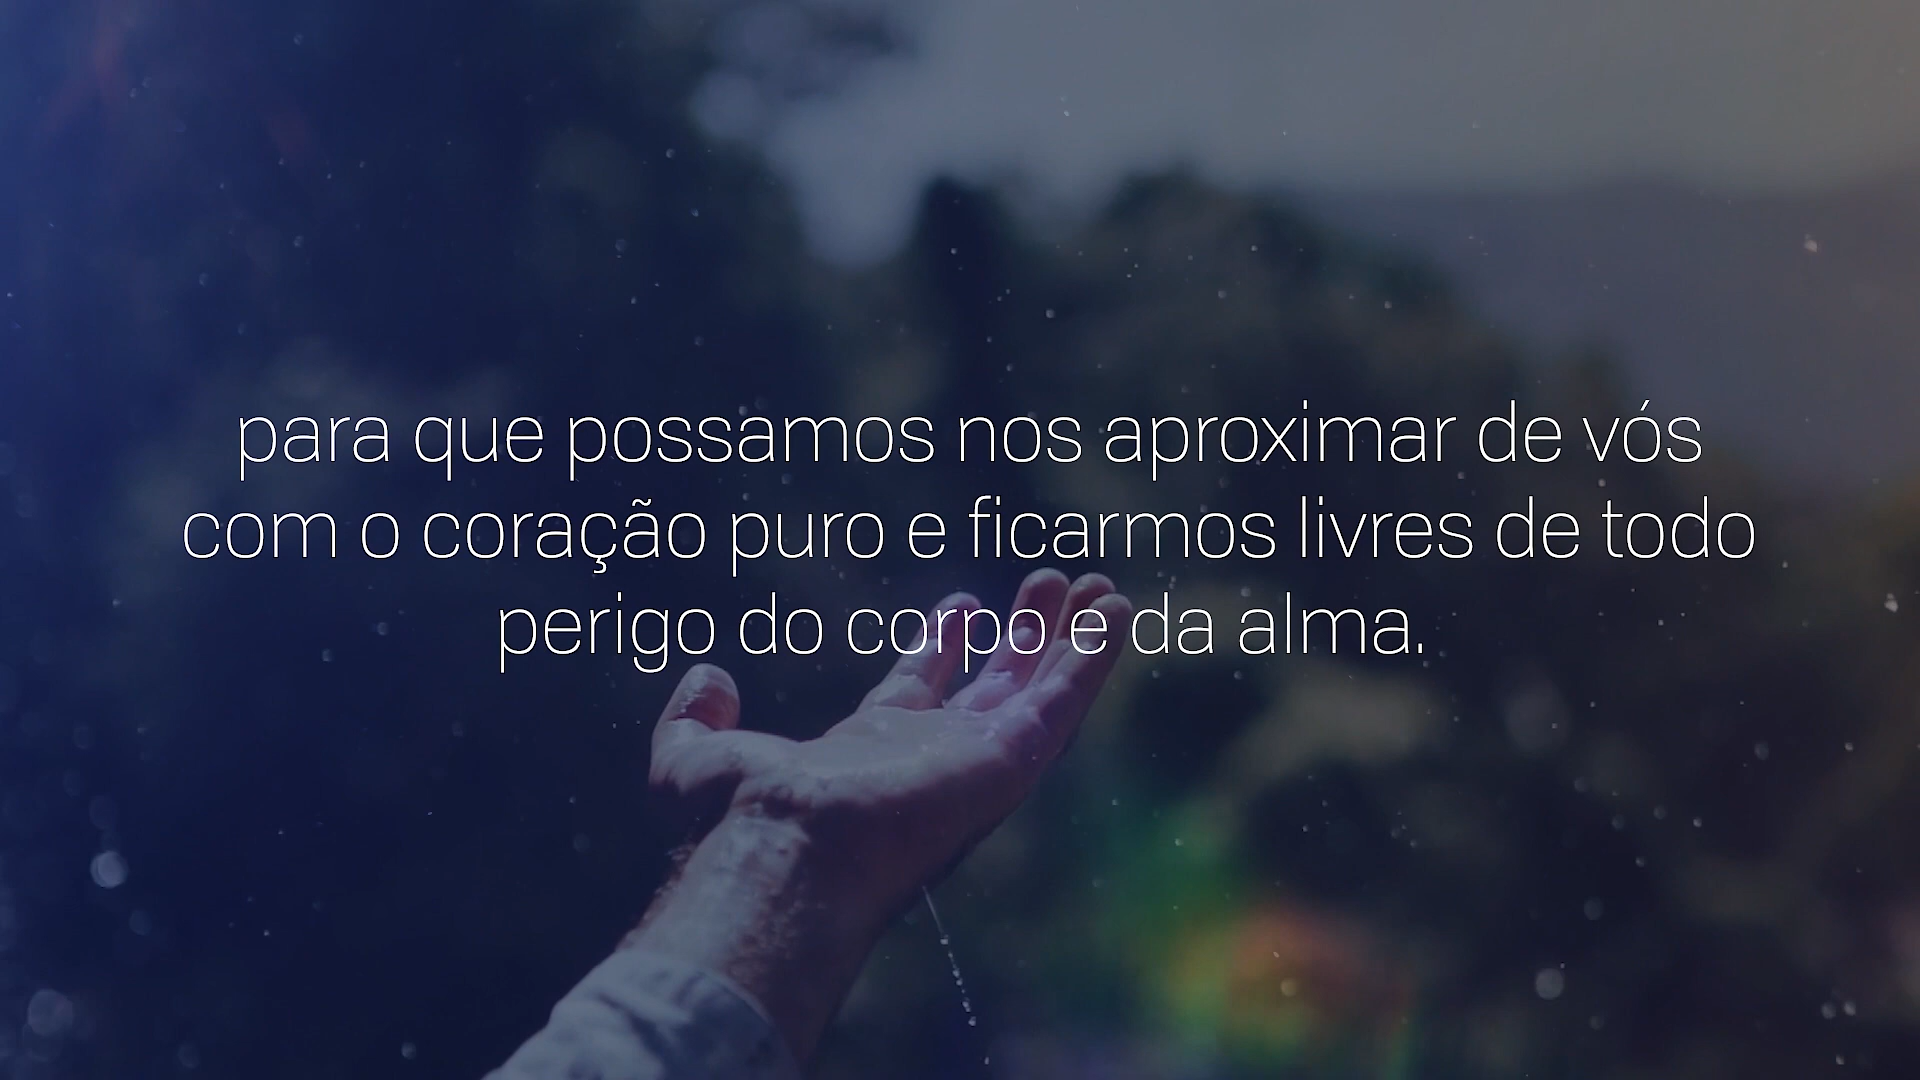 para que possamos nos aproximar de vós
com o coração puro e ficarmos livres de todo
perigo do corpo e da alma.